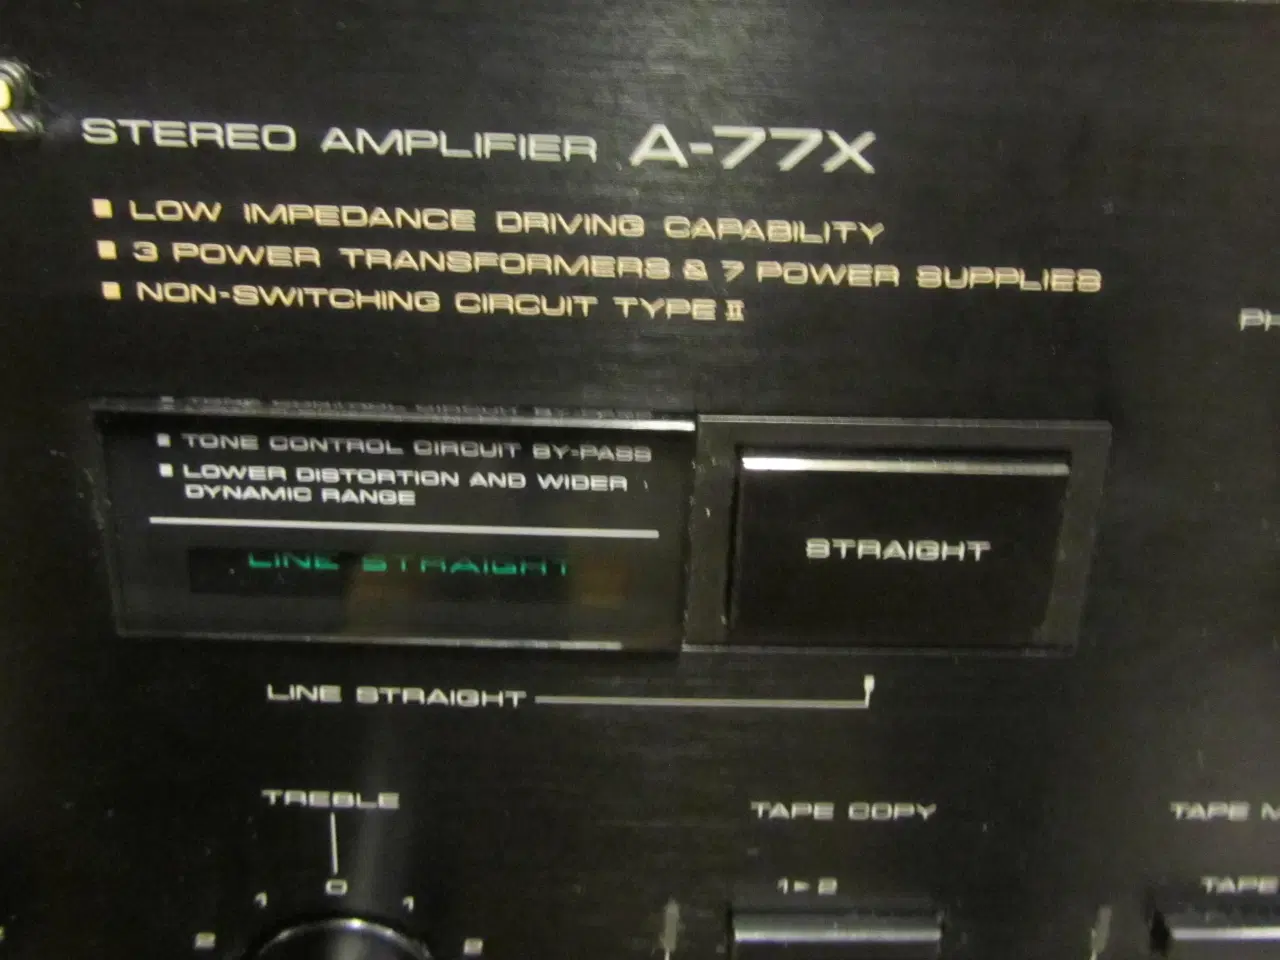 STEREO AMPLIFIER A-77X
■ LOW IMPEDANCE DRIVING CAPABILITY
■ 3 POWER TRANSFORMERS & 7 POWER SUPPLIES
■ NON-SWITCHING CIRCUIT TYPE II
■ TONE CONTROL CIRCUIT BY-PASS
■ LOWER DISTORTION AND WIDER
DYNAMIC RANGE
LINE STRAIGHT
STRAIGHT
LINE STRAIGHT
TREBLE
TAPE COPY
TAPE
0
1 1
2 2
1▸2
TAPE